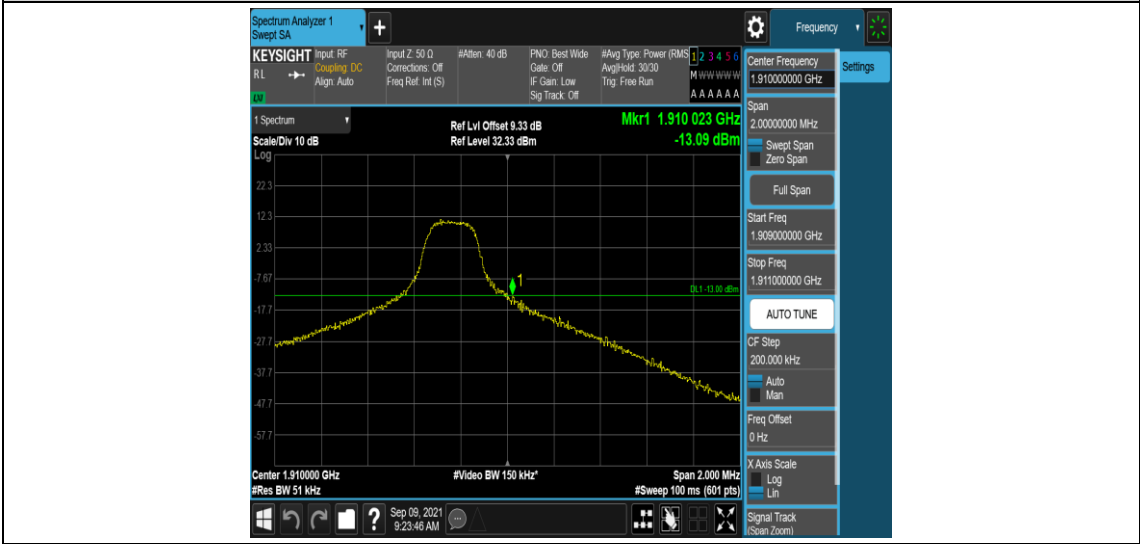 Spectrum Analyzer 1
Swept SA
+
Frequency
KEYSIGHT
RL
LXI
Input: RF
Coupling: DC
Align: Auto
Input Z: 50 Ω
Corrections: Off
Freq Ref: Int (S)
#Atten: 40 dB
PNO: Best Wide
Gate: Off
IF Gain: Low
Sig Track: Off
#Avg Type: Power (RMS
Avg|Hold: 30/30
Trig: Free Run
1 2 3 4 5 6
M W W W W W
A A A A A A
1 Spectrum
Scale/Div 10 dB
Log
Ref Lvl Offset 9.33 dB
Ref Level 32.33 dBm
Mkr1 1.910 023 GHz
-13.09 dBm
22.3
12.3
2.33
-7.67
-17.7
-27.7
-37.7
-47.7
-57.7
1
DL1 -13.00 dBm
Center 1.910000 GHz
#Res BW 51 kHz
#Video BW 150 kHz*
Span 2.000 MHz
#Sweep 100 ms (601 pts)
Center Frequency
1.910000000 GHz
Settings
Span
2.00000000 MHz
Swept Span
Zero Span
Full Span
Start Freq
1.909000000 GHz
Stop Freq
1.911000000 GHz
AUTO TUNE
CF Step
200.000 kHz
Auto
Man
Freq Offset
0 Hz
X Axis Scale
Log
Lin
Signal Track
(Span Zoom)
?
Sep 09, 2021
9:23:46 AM